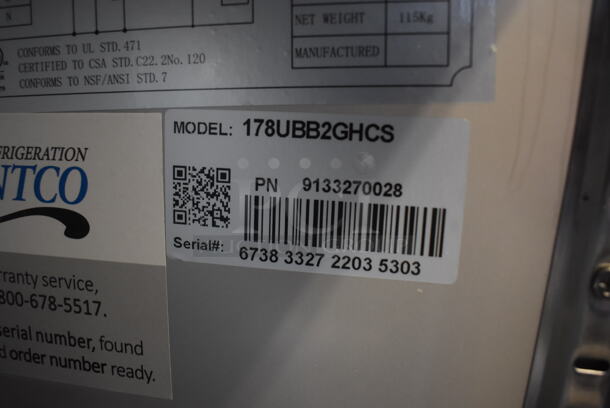 N
NET WEIGHT 115Kg
MANUFACTURED
CONFORMS TO UL STD. 471
CERTIFIED TO CSA STD. C22.2No. 120
CONFORMS TO NSF/ANSI STD. 7
MODEL: 178UBB2GHCS
PN 9133270028
Serial#:
6738 3327 2203 5303
FRIGERATION
NTCO
rranty service,
800-678-5517.
serial number, found
d order number ready.